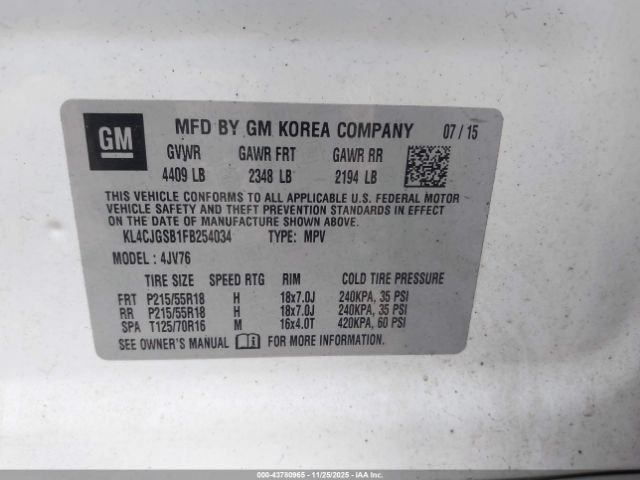 GM MFD BY GM KOREA COMPANY 07/15
GVWR GAWR FRT GAWR RR
4409 LB 2348 LB 2194 LB
THIS VEHICLE CONFORMS TO ALL APPLICABLE U.S. FEDERAL MOTOR
VEHICLE SAFETY AND THEFT PREVENTION STANDARDS IN EFFECT
ON THE DATE OF MANUFACTURE SHOWN ABOVE.
KL4CJGSB1FB254034 TYPE: MPV
MODEL: 4JV76
TIRE SIZE SPEED RTG RIM COLD TIRE PRESSURE
FRT P215/55R18 H 18x7.0J 240KPA, 35 PSI
RR P215/55R18 H 18x7.0J 240KPA, 35 PSI
SPA T125/70R16 M 16x4.0T 420KPA, 60 PSI
SEE OWNER'S MANUAL FOR MORE INFORMATION.
000-43780965 - 11/25/2025 - IAAI.CA